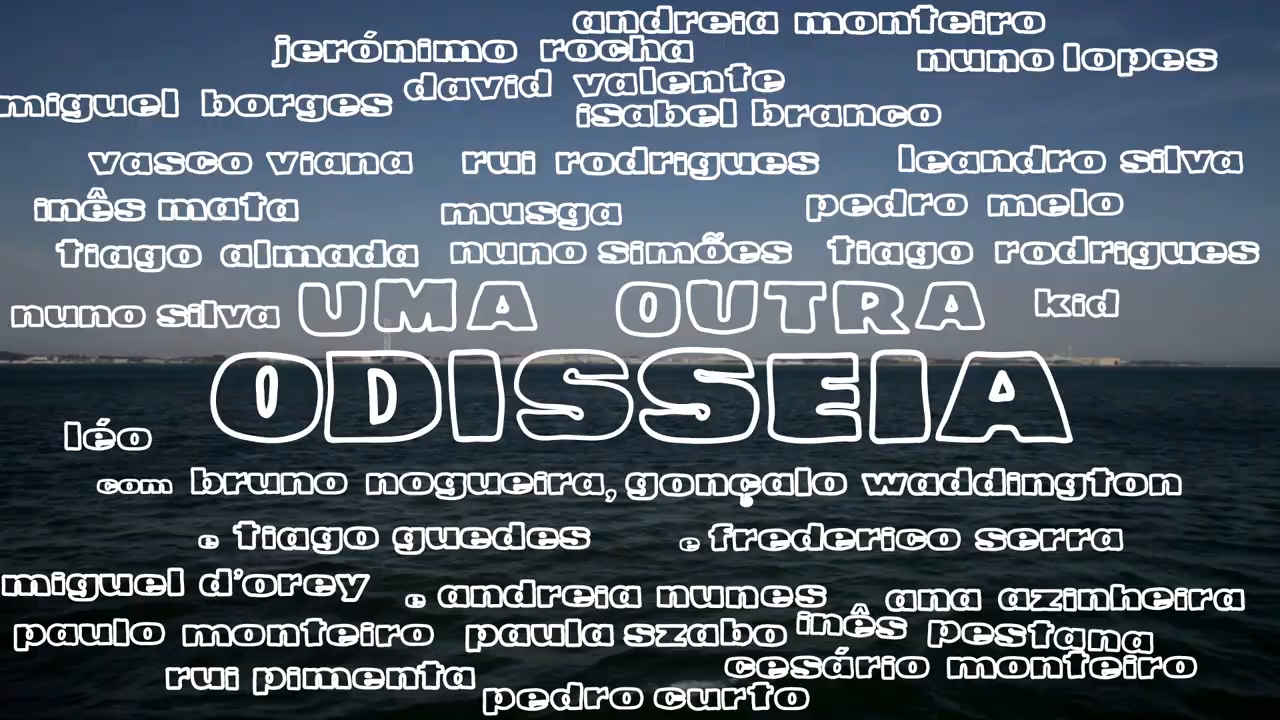 andreia monteiro
jerónimo rocha
nuno lopes
david valente
miguel borges
isabel branco
vasco viana rui rodrigues leandro silva
inês mata musga pedro melo
tiago almada nuno simões tiago rodrigues
nuno silva UMA OUTRA kid
ODISSEIA
léo
com bruno nogueira, gonçalo waddington
e tiago guedes e frederico serra
miguel d'orey e andreia nunes ana azinheira
paulo monteiro paula szabo inês pestana
rui pimenta cesário monteiro
pedro curto